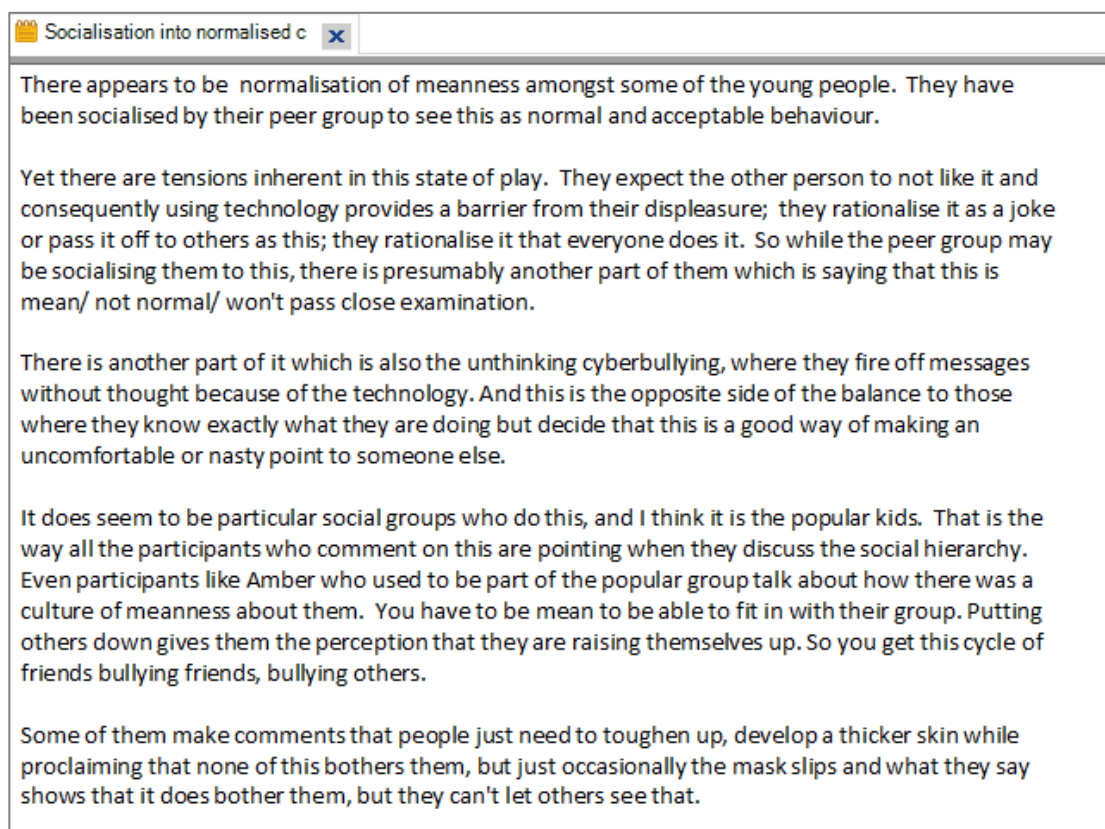 Socialisation into normalised c
There appears to be  normalisation of meanness amongst some of the young people.  They have
been socialised by their peer group to see this as normal and acceptable behaviour.
Yet there are tensions inherent in this state of play.  They expect the other person to not like it and
consequently using technology provides a barrier from their displeasure;  they rationalise it as a joke
or pass it off to others as this; they rationalise it that everyone does it.  So while the peer group may
be socialising them to this, there is presumably another part of them which is saying that this is
mean/ not normal/ won't pass close examination.
There is another part of it which is also the unthinking cyberbullying, where they fire off messages
without thought because of the technology. And this is the opposite side of the balance to those
where they know exactly what they are doing but decide that this is a good way of making an
uncomfortable or nasty point to someone else.
It does seem to be particular social groups who do this, and I think it is the popular kids.  That is the
way all the participants who comment on this are pointing when they discuss the social hierarchy.
Even participants like Amber who used to be part of the popular group talk about how there was a
culture of meanness about them.  You have to be mean to be able to fit in with their group. Putting
others down gives them the perception that they are raising themselves up. So you get this cycle of
friends bullying friends, bullying others.
Some of them make comments that people just need to toughen up, develop a thicker skin while
proclaiming that none of this bothers them, but just occasionally the mask slips and what they say
shows that it does bother them, but they can't let others see that.